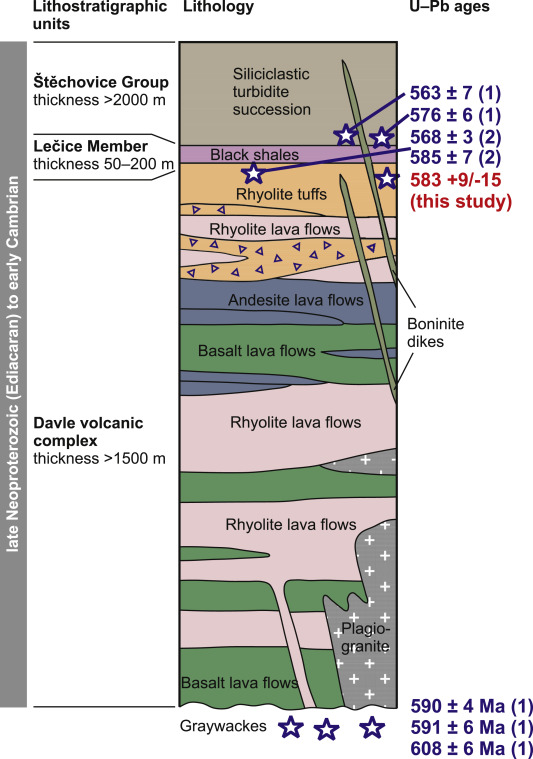 Lithostratigraphic
units
Lithology
U–Pb ages
late Neoproterozoic (Ediacaran) to early Cambrian
Štěchovice Group
thickness >2000 m
Lečice Member
thickness 50–200 m
Davle volcanic
complex
thickness >1500 m
Siliciclastic
turbidite
succession
Black shales
Rhyolite tuffs
Rhyolite lava flows
Andesite lava flows
Basalt lava flows
Rhyolite lava flows
Rhyolite lava flows
Plagio-
granite
Basalt lava flows
Graywackes
563 ± 7 (1)
576 ± 6 (1)
568 ± 3 (2)
585 ± 7 (2)
583 +9/-15
(this study)
Boninite
dikes
590 ± 4 Ma (1)
591 ± 6 Ma (1)
608 ± 6 Ma (1)